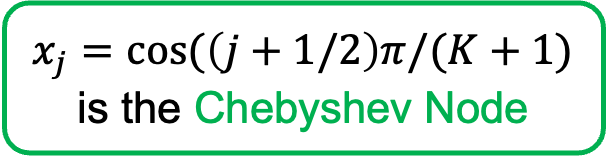 xⱼ = cos((j + 1/2)π/(K + 1)
is the Chebyshev Node